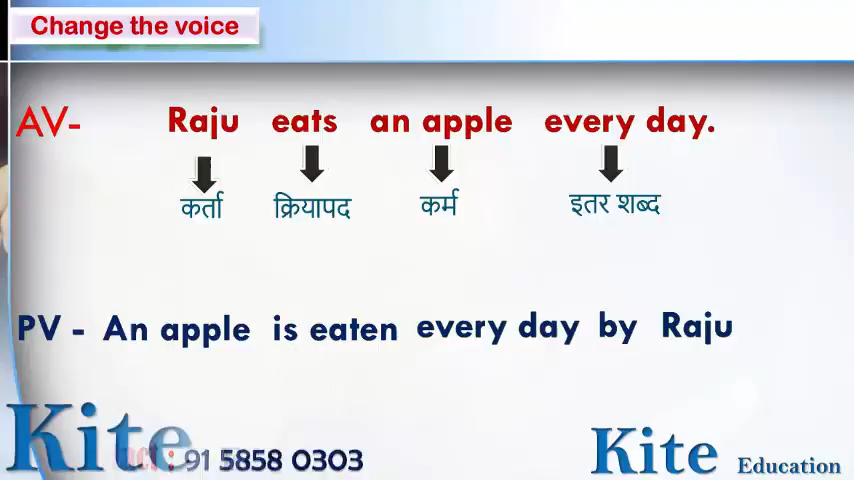 Change the voice
AV- Raju eats an apple every day.
कर्ता क्रियापद कर्म इतर शब्द
PV - An apple is eaten every day by Raju
Kite : 91 5858 0303
Kite Education